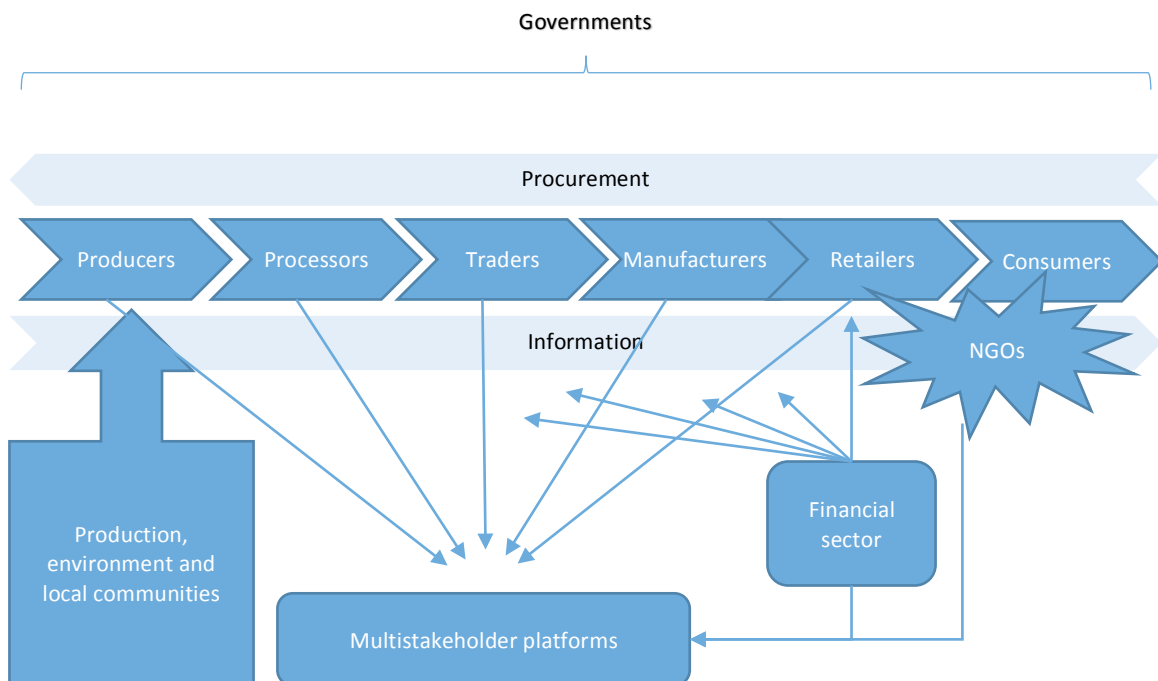 Governments
Procurement
Producers
Processors
Traders
Manufacturers
Retailers
Consumers
Information
NGOs
Financial
sector
Production,
environment and
local communities
Multistakeholder platforms